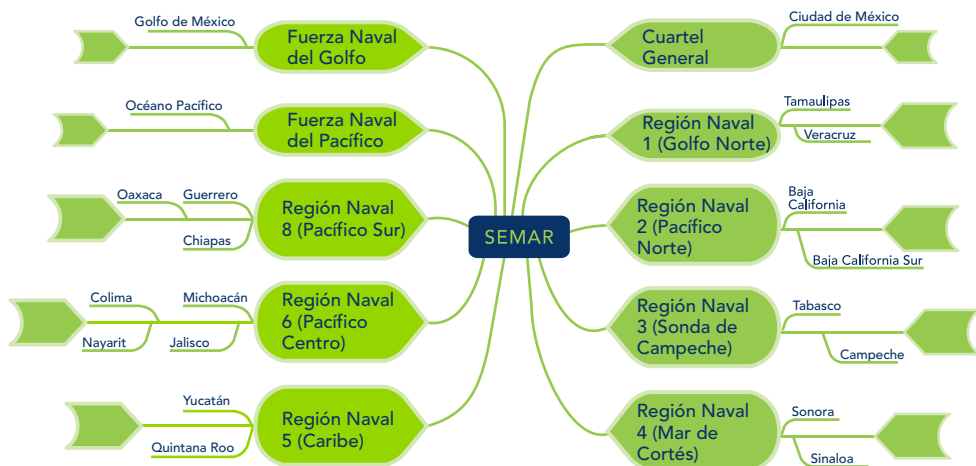 Golfo de México
Fuerza Naval
del Golfo
Océano Pacífico
Fuerza Naval
del Pacífico
Oaxaca
Guerrero
Chiapas
Región Naval
8 (Pacífico Sur)
Colima
Michoacán
Nayarit
Jalisco
Región Naval
6 (Pacífico
Centro)
Yucatán
Quintana Roo
Región Naval
5 (Caribe)
SEMAR
Cuartel
General
Ciudad de México
Región Naval
1 (Golfo Norte)
Tamaulipas
Veracruz
Región Naval
2 (Pacífico
Norte)
Baja
California
Baja California Sur
Región Naval
3 (Sonda de
Campeche)
Tabasco
Campeche
Región Naval
4 (Mar de
Cortés)
Sonora
Sinaloa